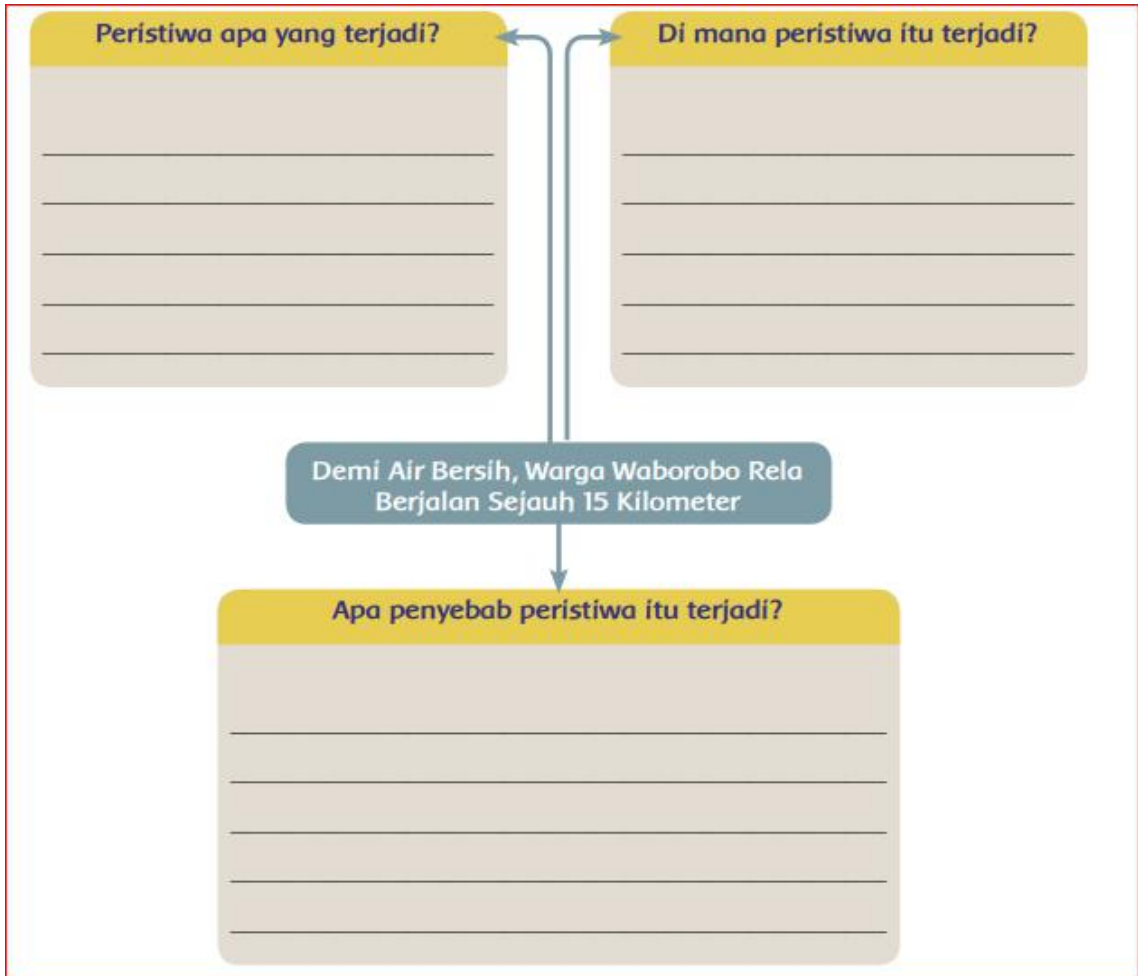 Peristiwa apa yang terjadi?
Di mana peristiwa itu terjadi?
Demi Air Bersih, Warga Waborobo Rela
Berjalan Sejauh 15 Kilometer
Apa penyebab peristiwa itu terjadi?